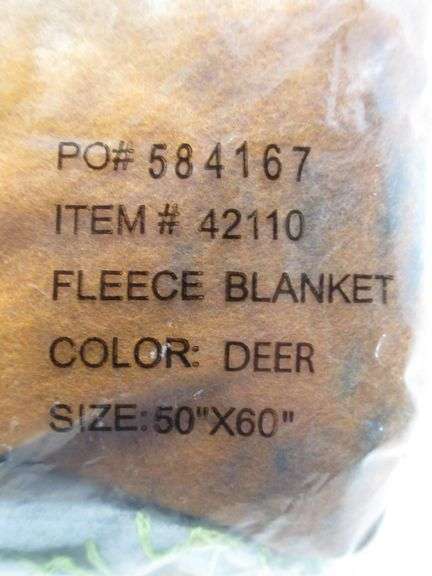 PO# 584167
ITEM # 42110
FLEECE BLANKET
COLOR: DEER
SIZE: 50"X60"